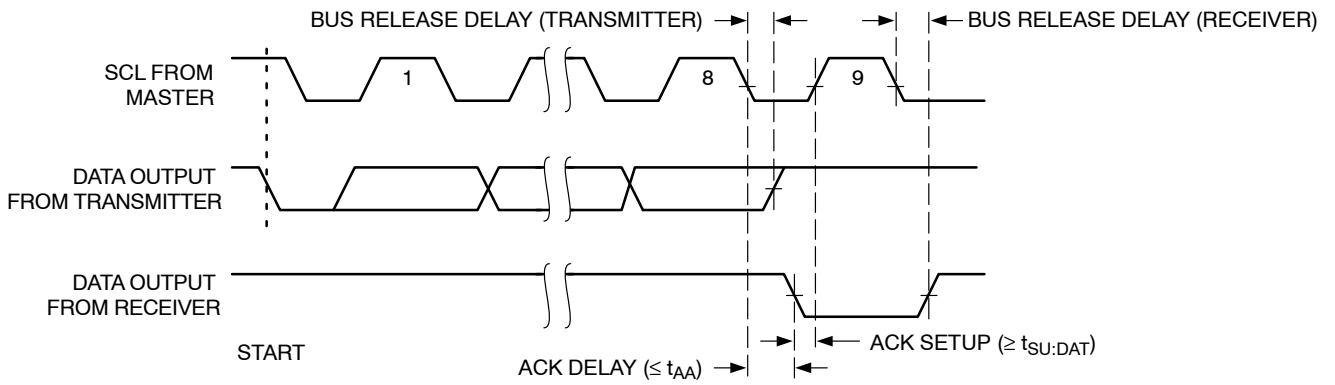 BUS RELEASE DELAY (TRANSMITTER)
BUS RELEASE DELAY (RECEIVER)
SCL FROM
MASTER
1
8
9
DATA OUTPUT
FROM TRANSMITTER
DATA OUTPUT
FROM RECEIVER
START
ACK SETUP (≥ tSU:DAT)
ACK DELAY (≤ tAA)